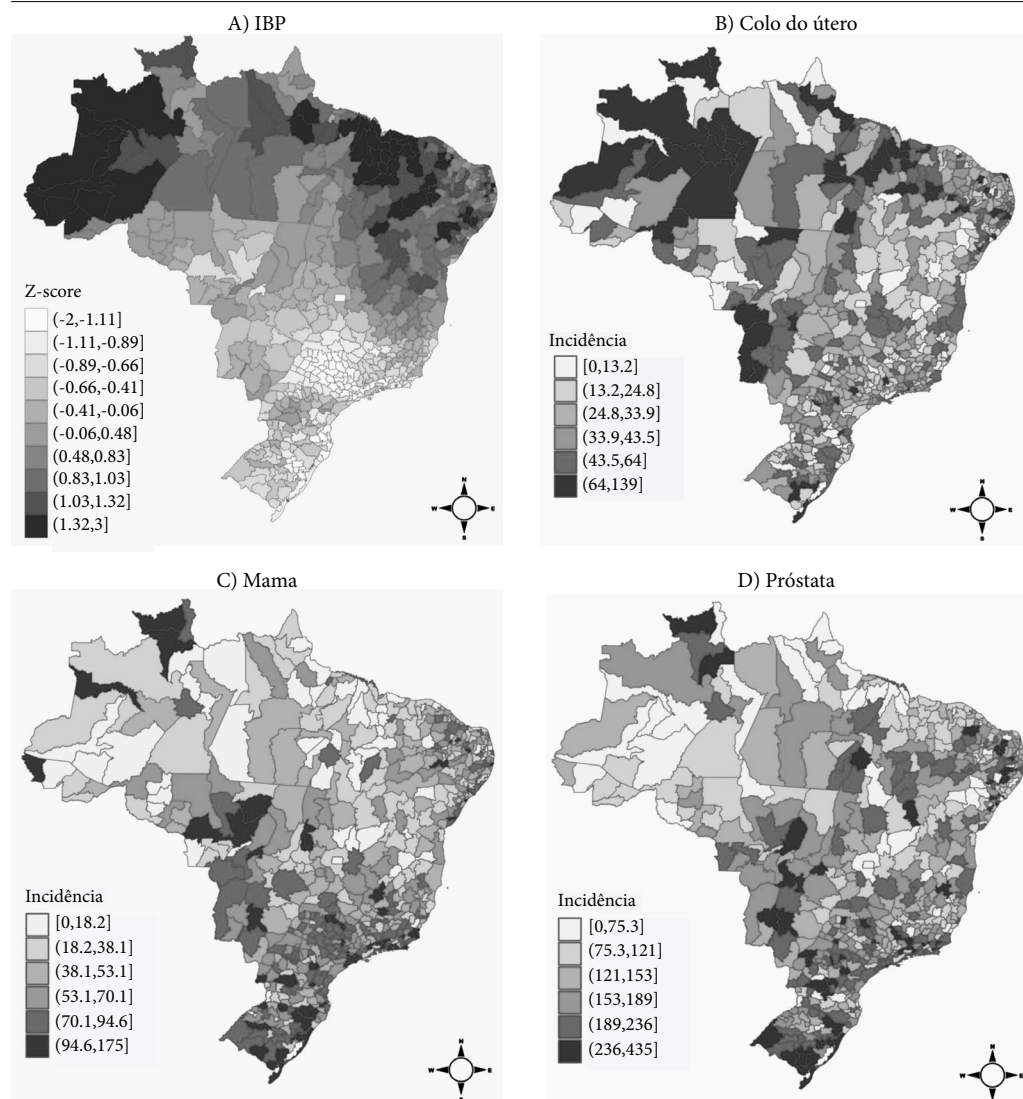 A) IBP
B) Colo do útero
Z-score
(-2,-1.11]
(-1.11,-0.89]
(-0.89,-0.66]
(-0.66,-0.41]
(-0.41,-0.06]
(-0.06,0.48]
(0.48,0.83]
(0.83,1.03]
(1.03,1.32]
(1.32,3]
N
W
E
S
Incidência
[0,13.2]
(13.2,24.8]
(24.8,33.9]
(33.9,43.5]
(43.5,64]
(64,139]
N
W
E
S
C) Mama
D) Próstata
Incidência
[0,18.2]
(18.2,38.1]
(38.1,53.1]
(53.1,70.1]
(70.1,94.6]
(94.6,175]
N
W
E
Incidência
[0,75.3]
(75.3,121]
(121,153]
(153,189]
(189,236]
(236,435]
N
W
E